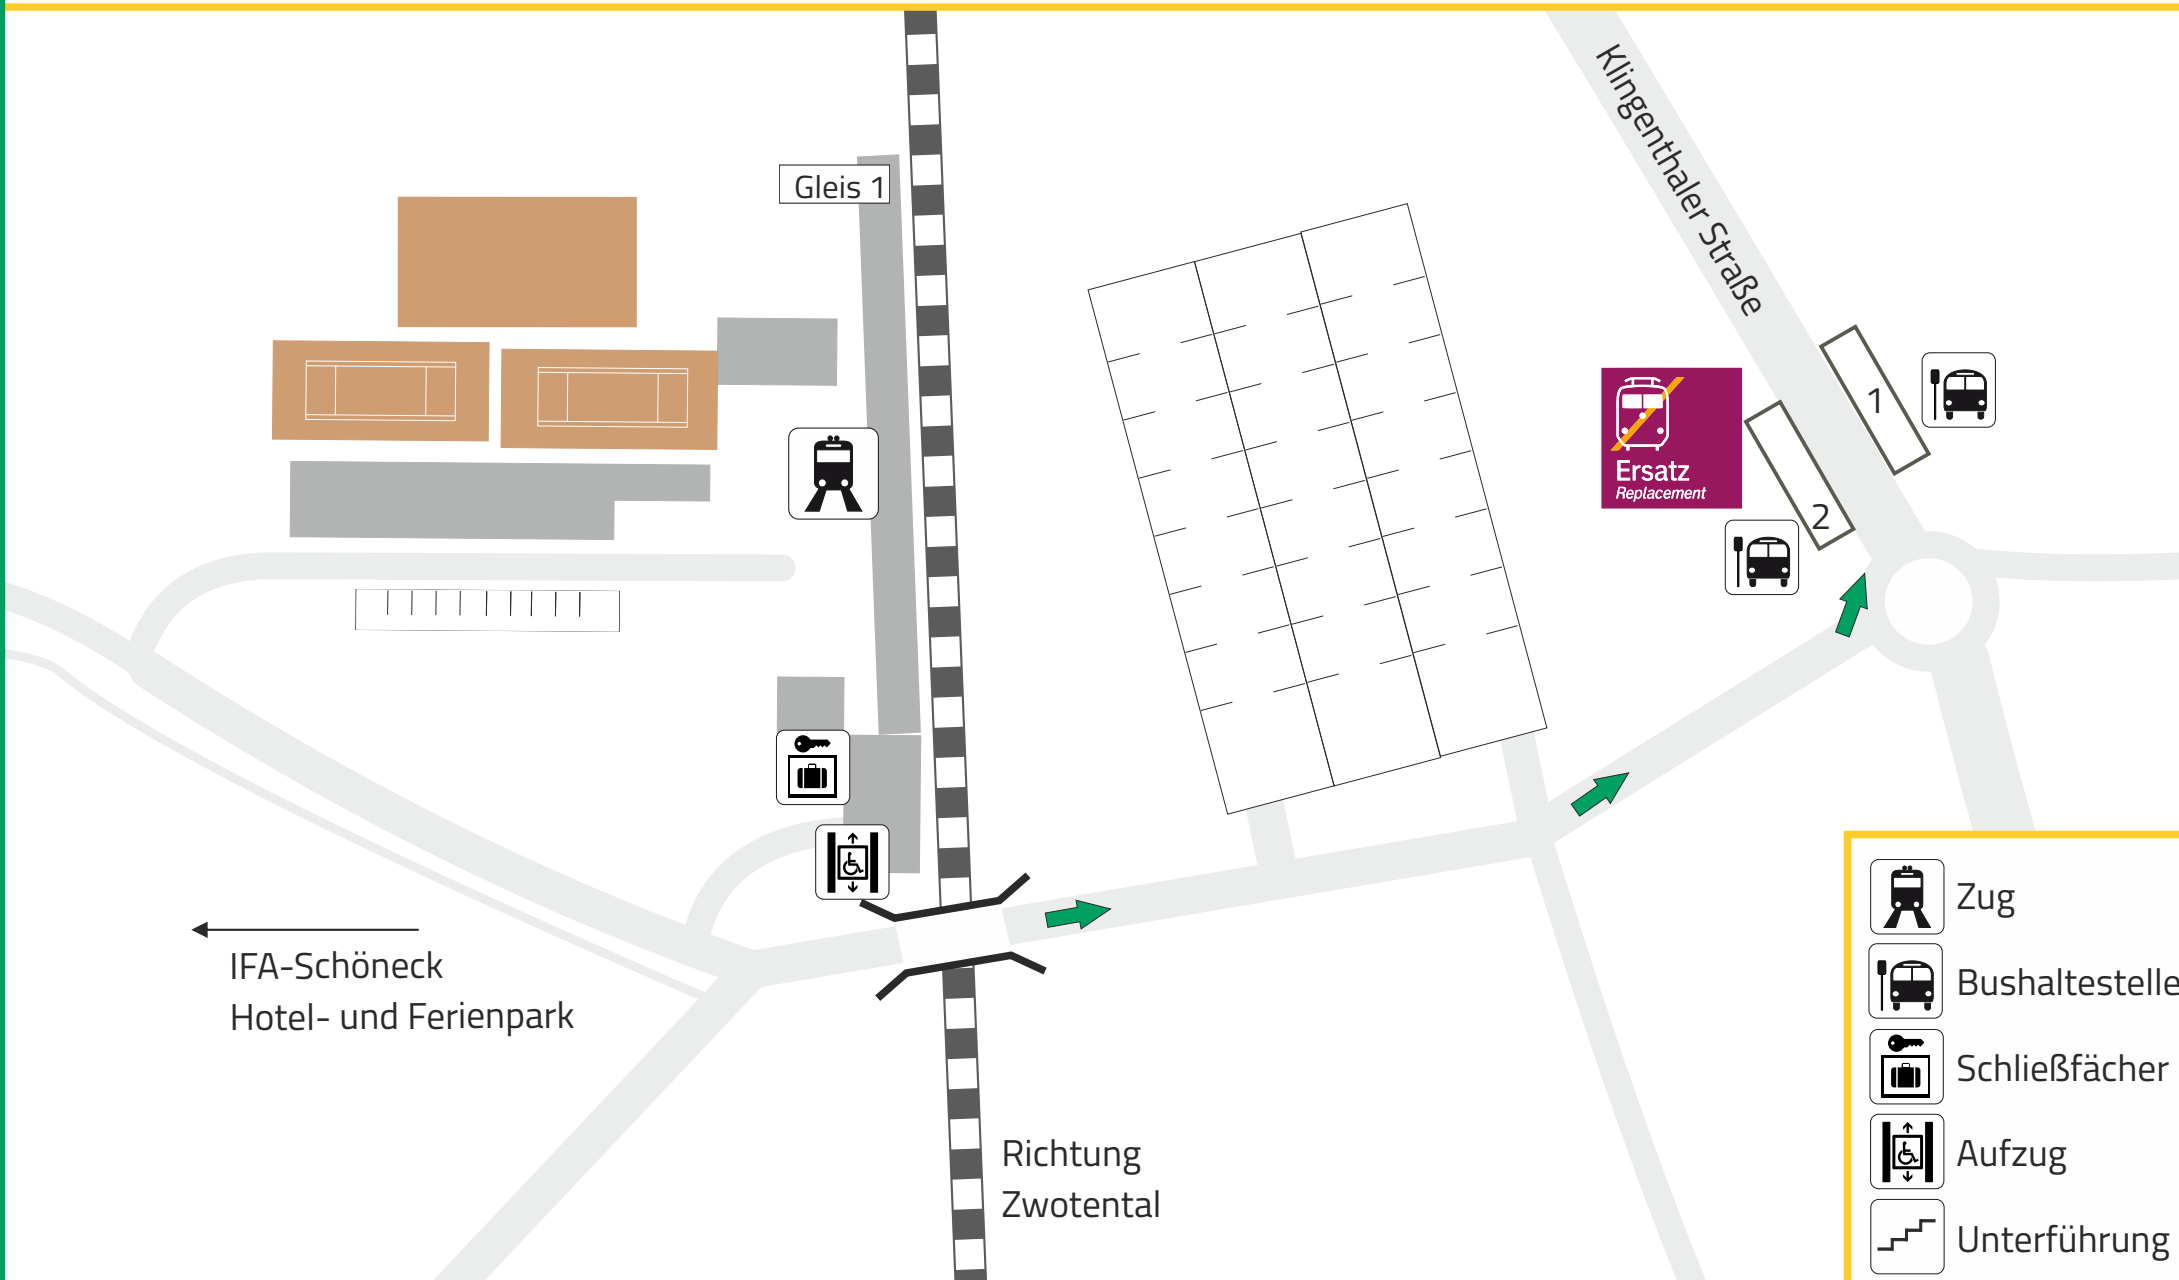 Klingenthaler Straße
Gleis 1
1
Ersatz
Replacement
2
IFA-Schöneck
Hotel- und Ferienpark
Richtung
Zwotental
Zug
Bushaltestelle
Schließfächer
Aufzug
Unterführung